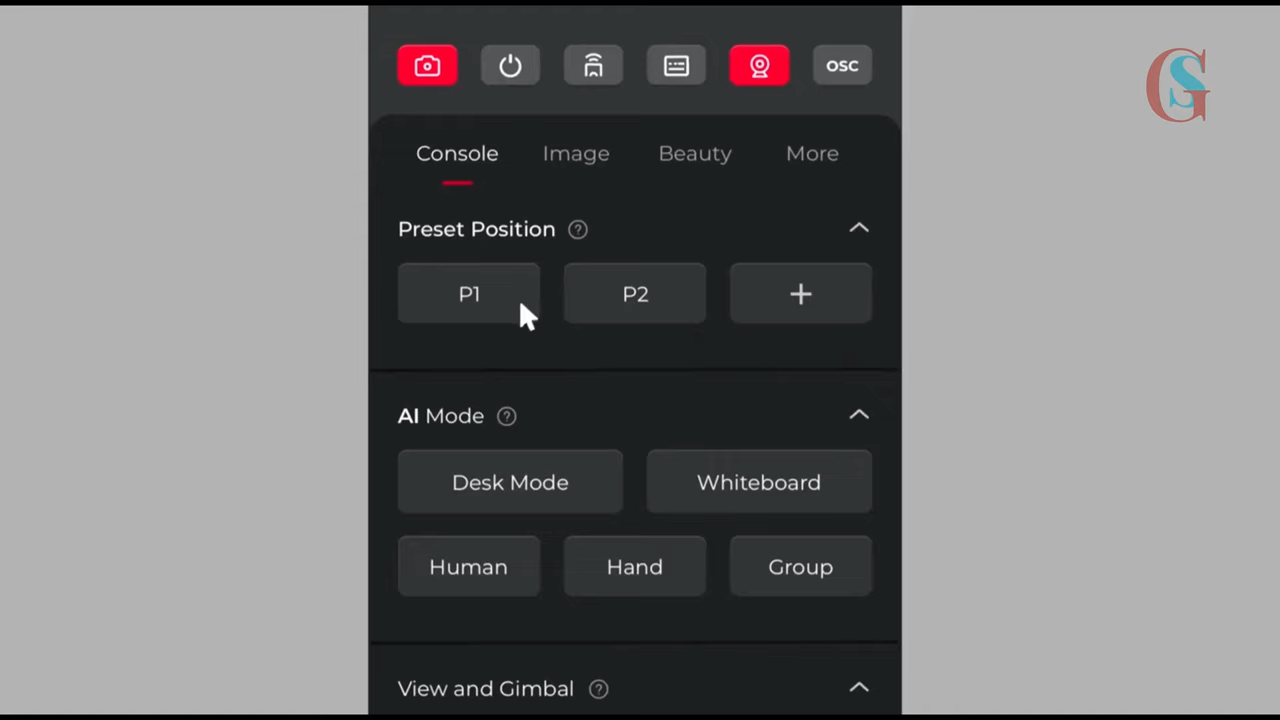 OSC
Console Image Beauty More
Preset Position ?
P1 P2 +
AI Mode ?
Desk Mode Whiteboard
Human Hand Group
View and Gimbal ?
GS